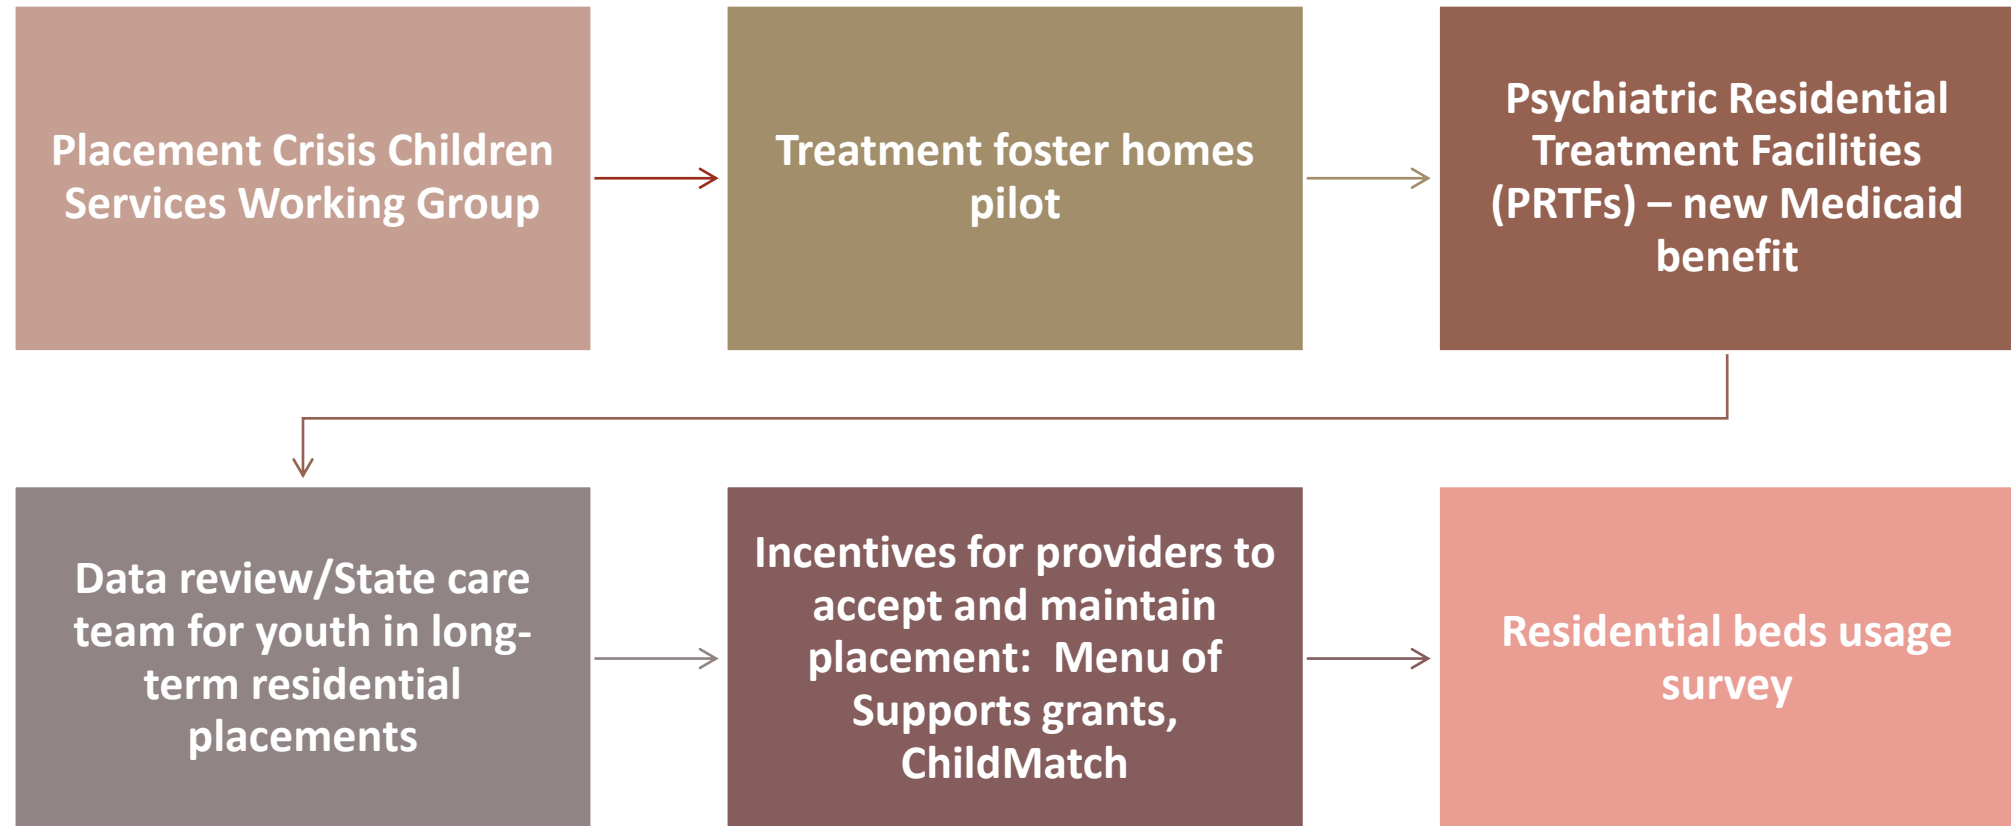 Placement Crisis Children
Services Working Group
Treatment foster homes
pilot
Psychiatric Residential
Treatment Facilities
(PRTFs) – new Medicaid
benefit
Data review/State care
team for youth in long-
term residential
placements
Incentives for providers to
accept and maintain
placement:  Menu of
Supports grants,
ChildMatch
Residential beds usage
survey